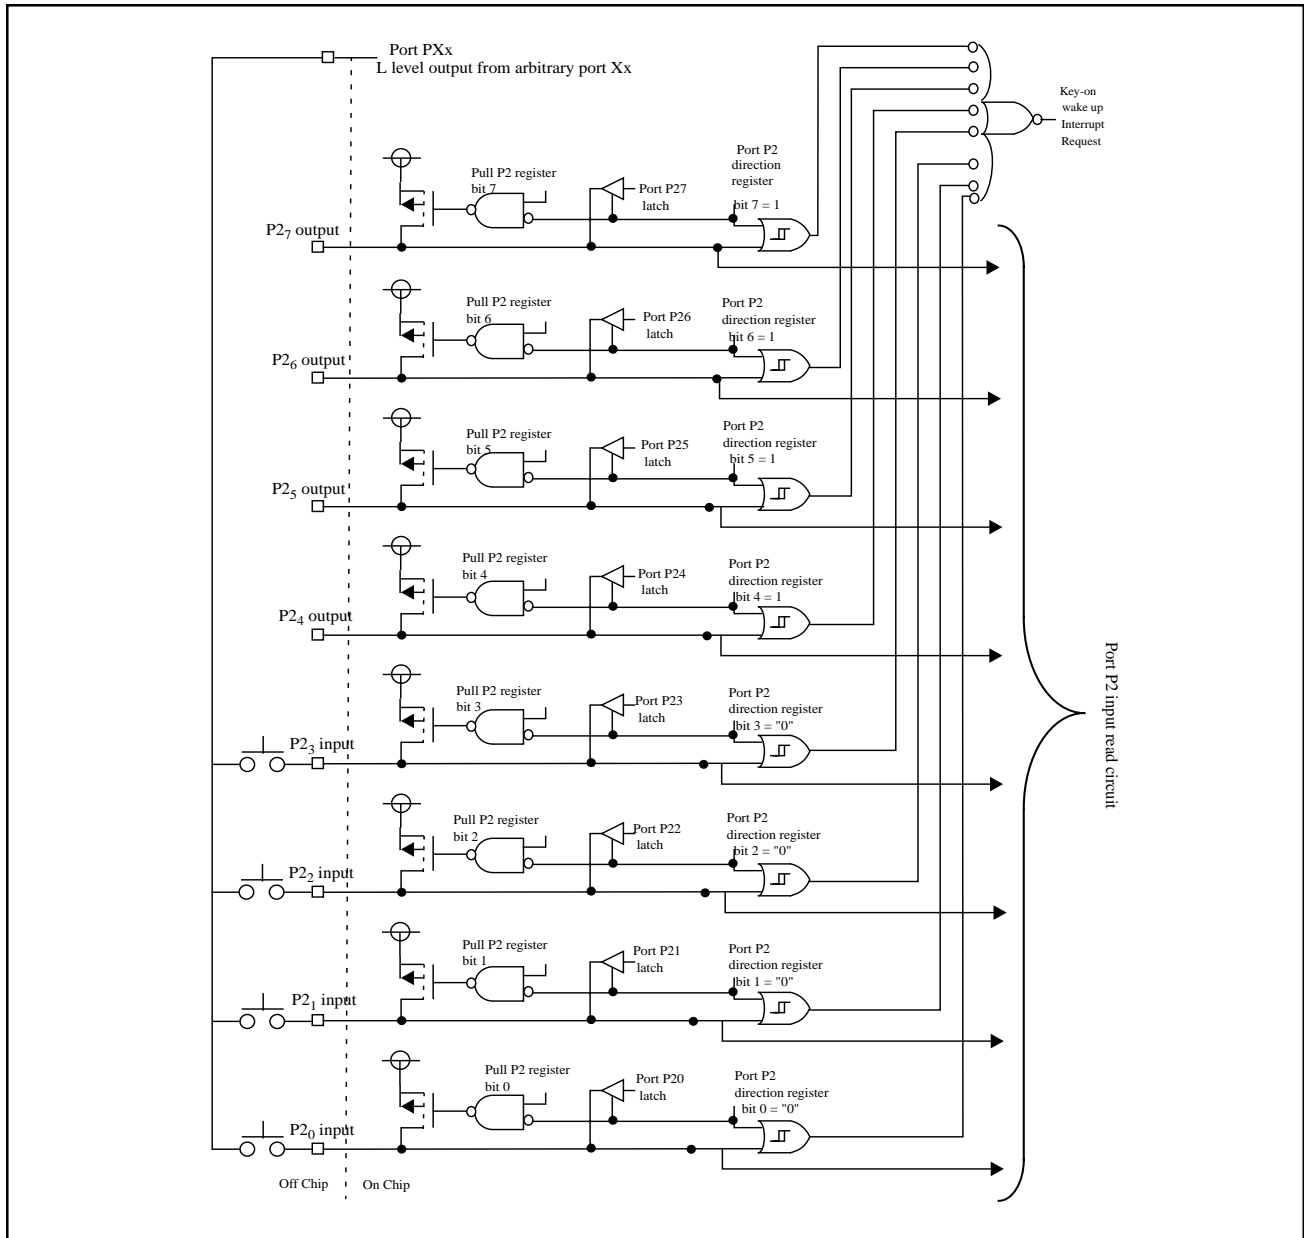 Port PXx
L level output from arbitrary port Xx
Key-on
wake up
Interrupt
Request
Pull P2 register
bit 7
Port P27
latch
Port P2
direction
register
bit 7 = 1
P27 output
Pull P2 register
bit 6
Port P26
latch
Port P2
direction register
bit 6 = 1
P26 output
Pull P2 register
bit 5
Port P25
latch
Port P2
direction register
bit 5 = 1
P25 output
Pull P2 register
bit 4
Port P24
latch
Port P2
direction register
bit 4 = 1
P24 output
Pull P2 register
bit 3
Port P23
latch
Port P2
direction register
bit 3 = "0"
P23 input
Pull P2 register
bit 2
Port P22
latch
Port P2
direction register
bit 2 = "0"
P22 input
Pull P2 register
bit 1
Port P21
latch
Port P2
direction register
bit 1 = "0"
P21 input
Pull P2 register
bit 0
Port P20
latch
Port P2
direction register
bit 0 = "0"
P20 input
Off Chip
On Chip
Port P2 input read circuit